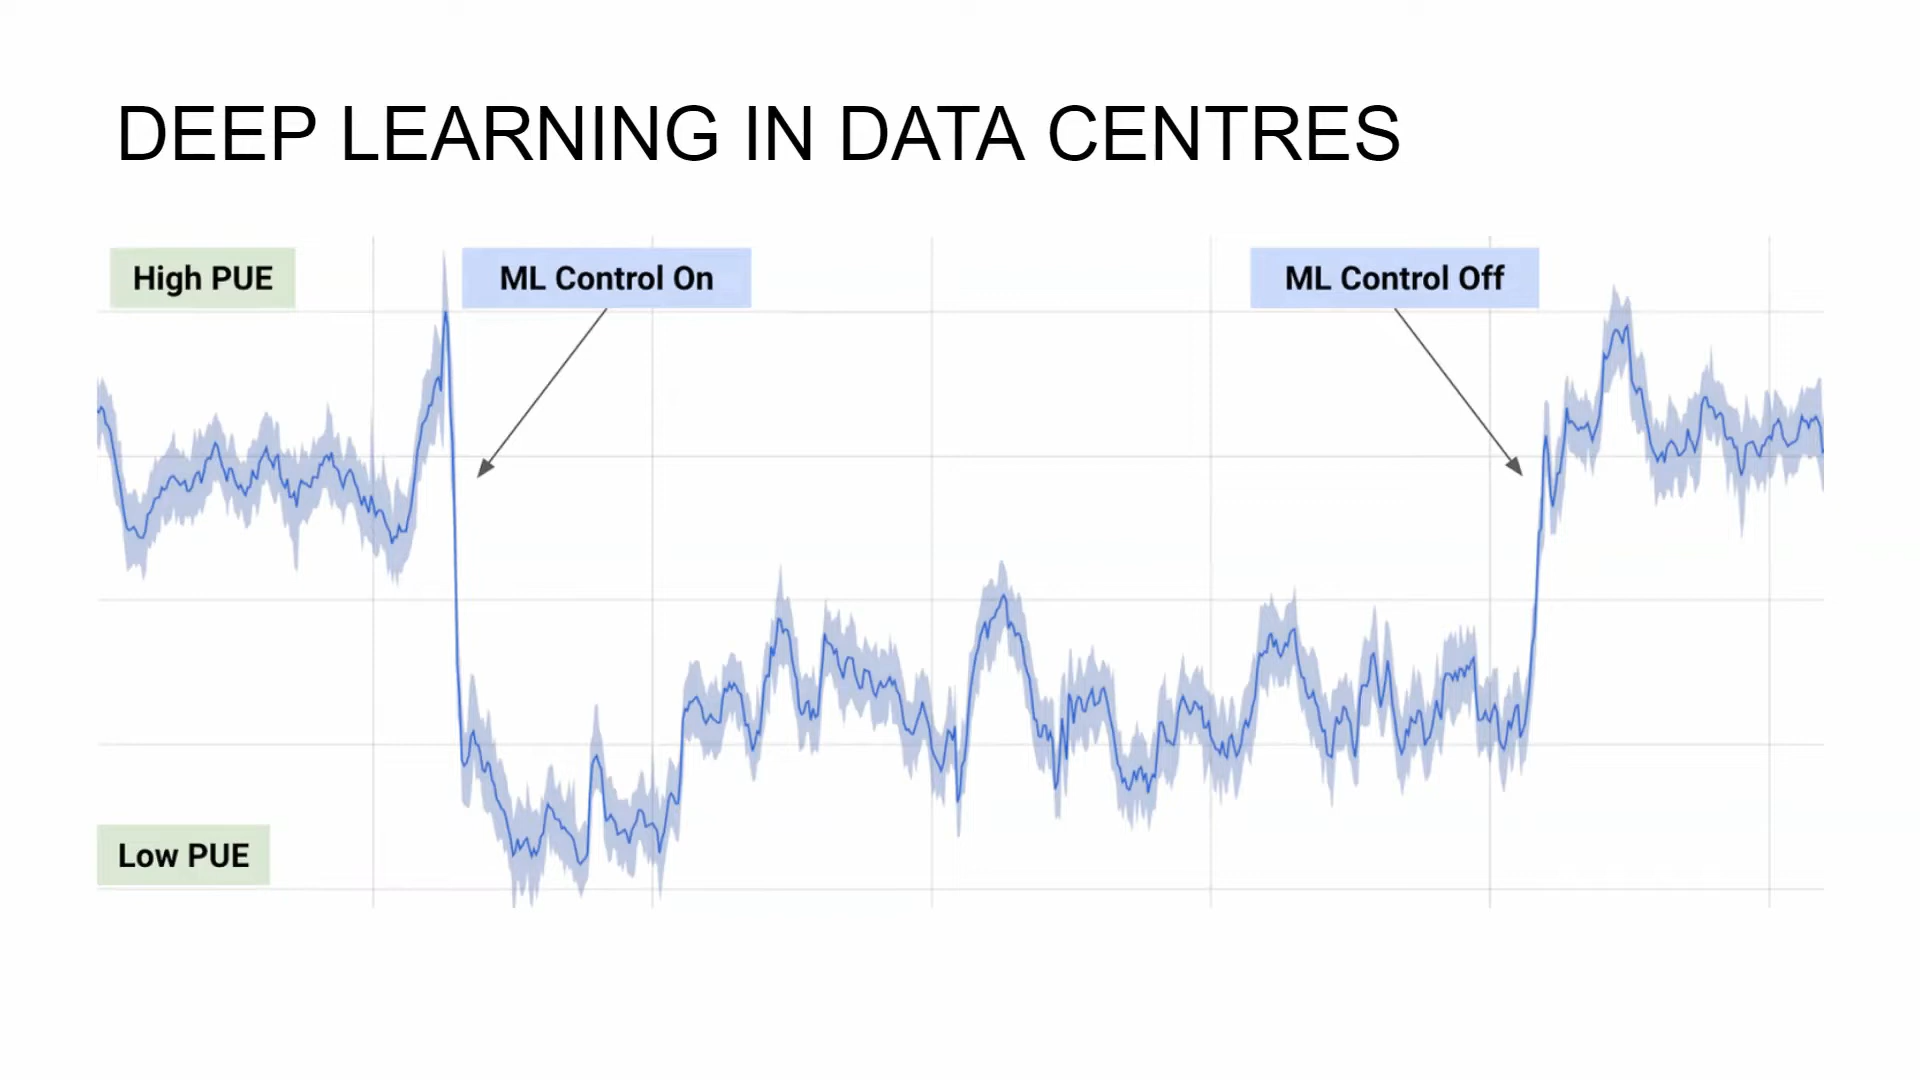 DEEP LEARNING IN DATA CENTRES
High PUE
ML Control On
ML Control Off
Low PUE